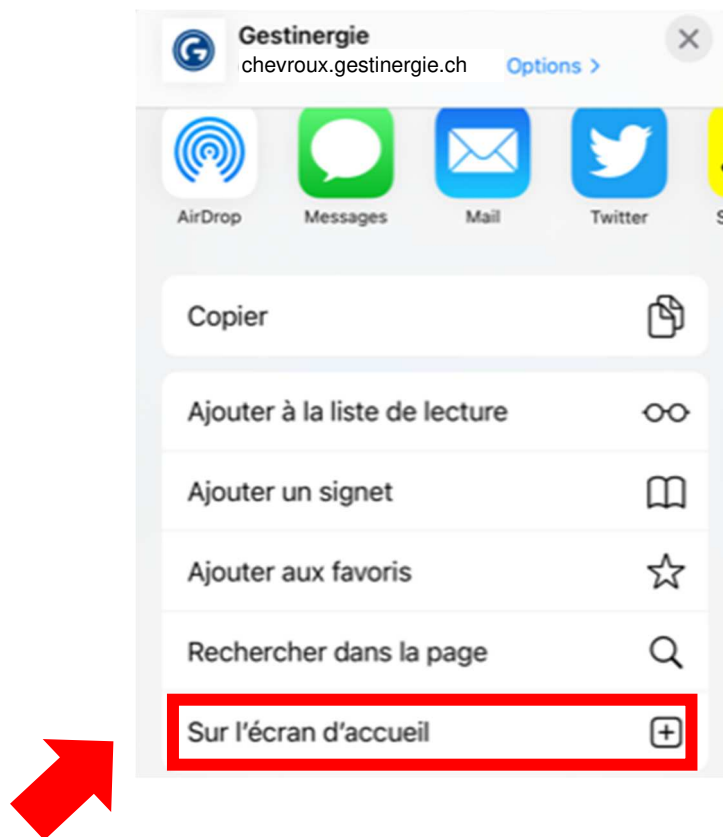 Gestinergie
chevroux.gestinergie.ch Options >
AirDrop Messages Mail Twitter S
Copier
Ajouter à la liste de lecture
Ajouter un signet
Ajouter aux favoris
Rechercher dans la page
Sur l'écran d'accueil